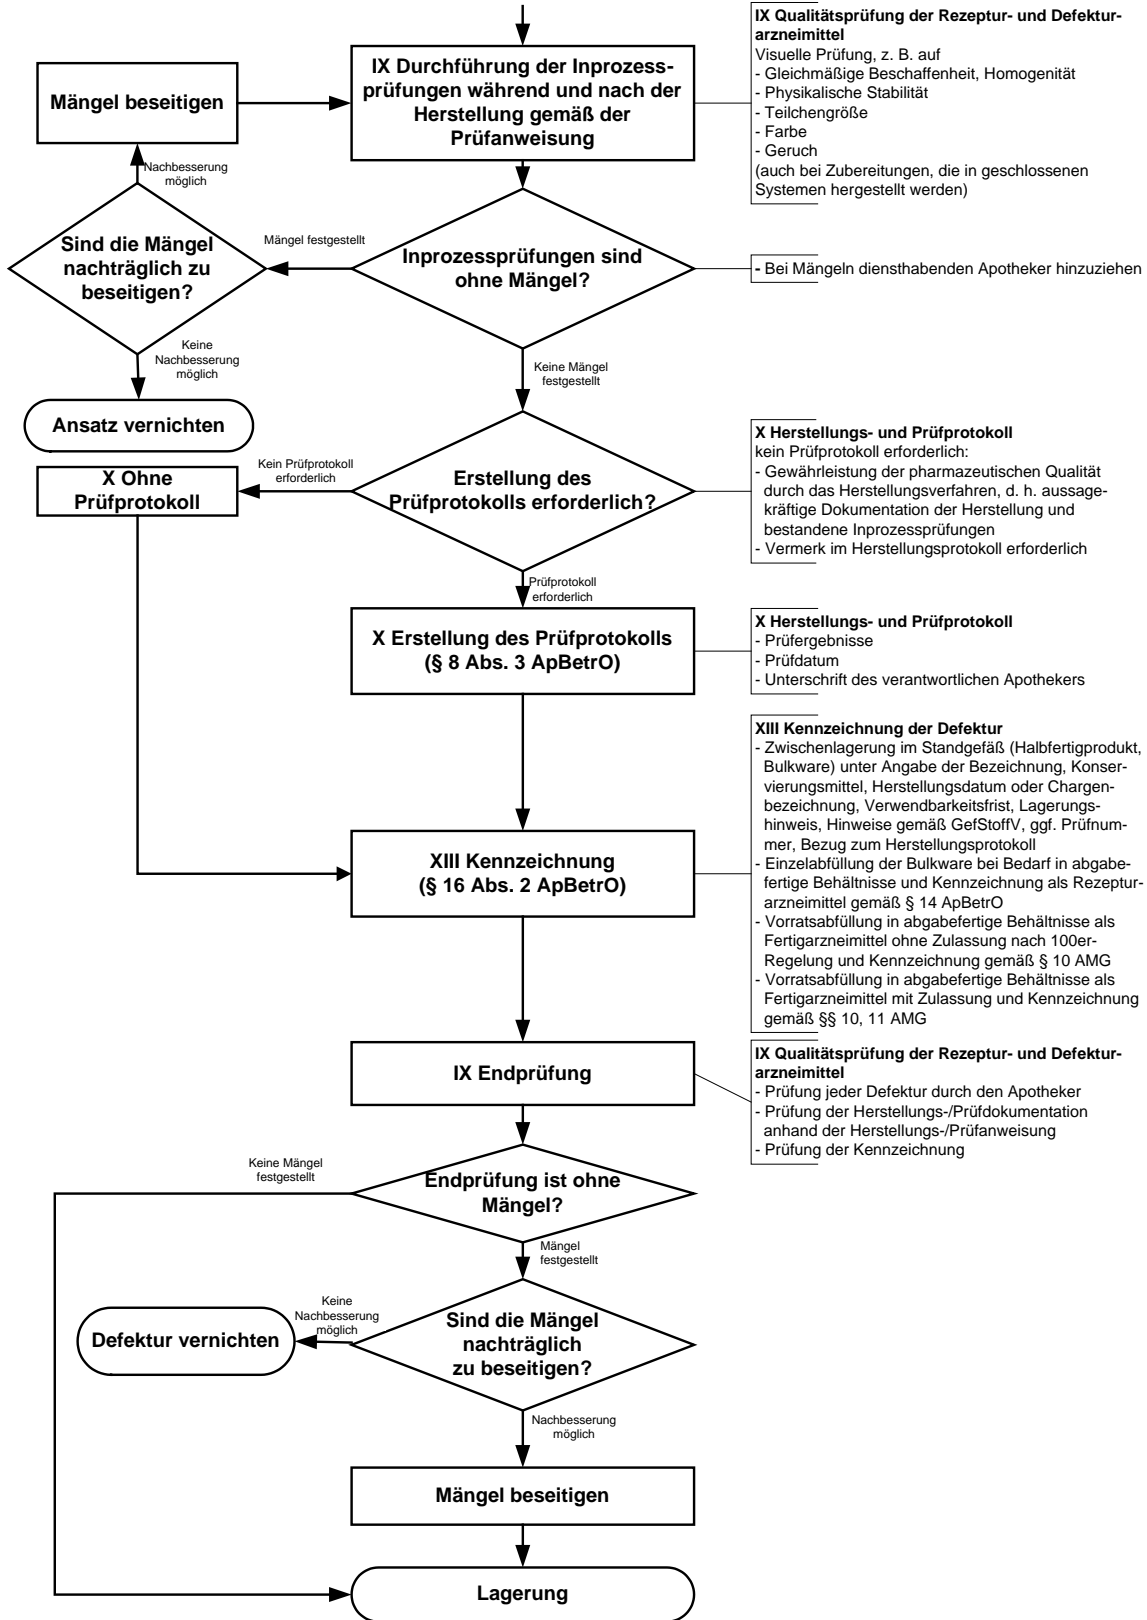 IX Qualitätsprüfung der Rezeptur- und Defektur-
arzneimittel
Visuelle Prüfung, z. B. auf
- Gleichmäßige Beschaffenheit, Homogenität
- Physikalische Stabilität
- Teilchengröße
- Farbe
- Geruch
(auch bei Zubereitungen, die in geschlossenen
Systemen hergestellt werden)
IX Durchführung der Inprozess-
prüfungen während und nach der
Herstellung gemäß der
Prüfanweisung
Mängel beseitigen
Nachbesserung
möglich
Sind die Mängel
nachträglich zu
beseitigen?
Mängel festgestellt
Inprozessprüfungen sind
ohne Mängel?
- Bei Mängeln diensthabenden Apotheker hinzuziehen
Keine
Nachbesserung
möglich
Keine Mängel
festgestellt
Ansatz vernichten
X Ohne
Prüfprotokoll
Kein Prüfprotokoll
erforderlich
Erstellung des
Prüfprotokolls erforderlich?
X Herstellungs- und Prüfprotokoll
kein Prüfprotokoll erforderlich:
- Gewährleistung der pharmazeutischen Qualität
durch das Herstellungsverfahren, d. h. aussage-
kräftige Dokumentation der Herstellung und
bestandene Inprozessprüfungen
- Vermerk im Herstellungsprotokoll erforderlich
Prüfprotokoll
erforderlich
X Erstellung des Prüfprotokolls
(§ 8 Abs. 3 ApBetrO)
X Herstellungs- und Prüfprotokoll
- Prüfergebnisse
- Prüfdatum
- Unterschrift des verantwortlichen Apothekers
XIII Kennzeichnung
(§ 16 Abs. 2 ApBetrO)
XIII Kennzeichnung der Defektur
- Zwischenlagerung im Standgefäß (Halbfertigprodukt,
Bulkware) unter Angabe der Bezeichnung, Konser-
vierungsmittel, Herstellungsdatum oder Chargen-
bezeichnung, Verwendbarkeitsfrist, Lagerungs-
hinweis, Hinweise gemäß GefStoffV, ggf. Prüfnum-
mer, Bezug zum Herstellungsprotokoll
- Einzelabfüllung der Bulkware bei Bedarf in abgabe-
fertige Behältnisse und Kennzeichnung als Rezeptur-
arzneimittel gemäß § 14 ApBetrO
- Vorratsabfüllung in abgabefertige Behältnisse als
Fertigarzneimittel ohne Zulassung nach 100er-
Regelung und Kennzeichnung gemäß § 10 AMG
- Vorratsabfüllung in abgabefertige Behältnisse als
Fertigarzneimittel mit Zulassung und Kennzeichnung
gemäß §§ 10, 11 AMG
IX Endprüfung
IX Qualitätsprüfung der Rezeptur- und Defektur-
arzneimittel
- Prüfung jeder Defektur durch den Apotheker
- Prüfung der Herstellungs-/Prüfdokumentation
anhand der Herstellungs-/Prüfanweisung
- Prüfung der Kennzeichnung
Keine Mängel
festgestellt
Endprüfung ist ohne
Mängel?
Mängel
festgestellt
Defektur vernichten
Keine
Nachbesserung
möglich
Sind die Mängel
nachträglich
zu beseitigen?
Nachbesserung
möglich
Mängel beseitigen
Lagerung